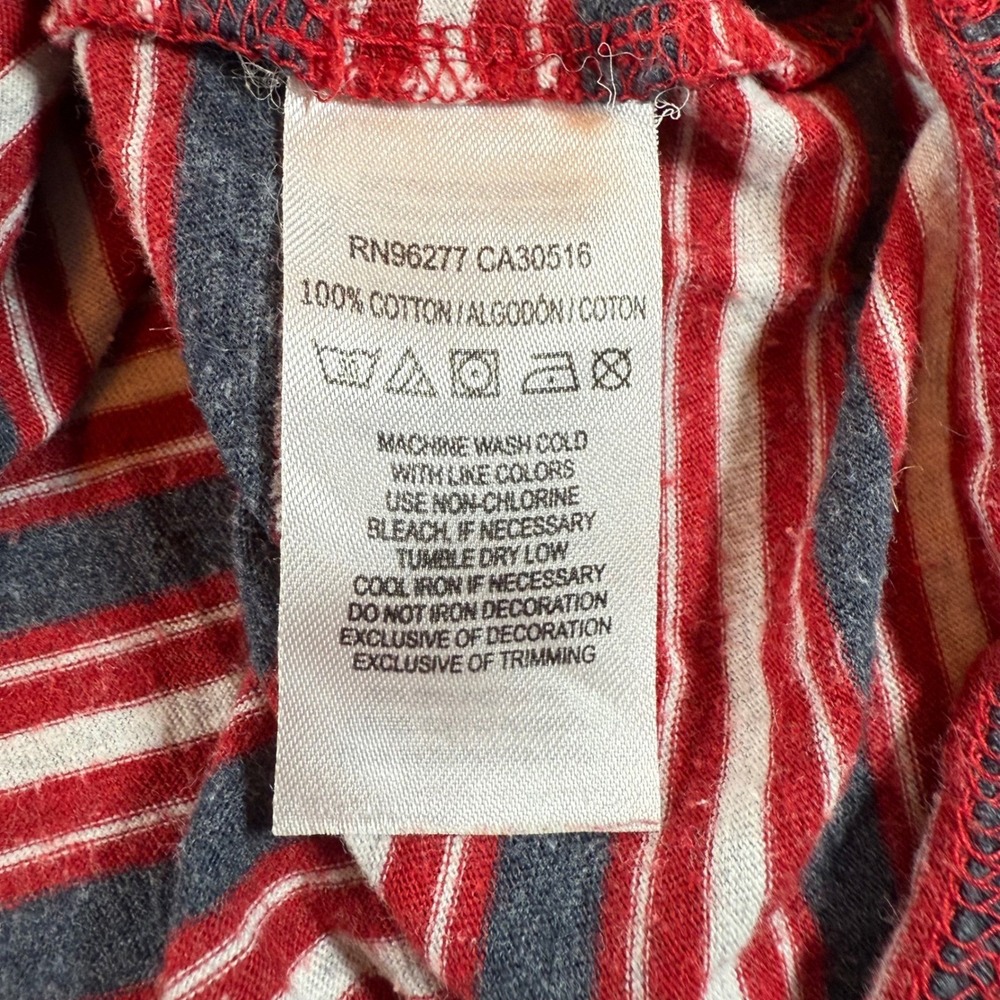 RN96277 CA30516
100% COTTON / ALGODÓN / COTON
MACHINE WASH COLD
WITH LIKE COLORS
USE NON-CHLORINE
BLEACH, IF NECESSARY
TUMBLE DRY LOW
COOL IRON IF NECESSARY
DO NOT IRON DECORATION
EXCLUSIVE OF DECORATION
EXCLUSIVE OF TRIMMING